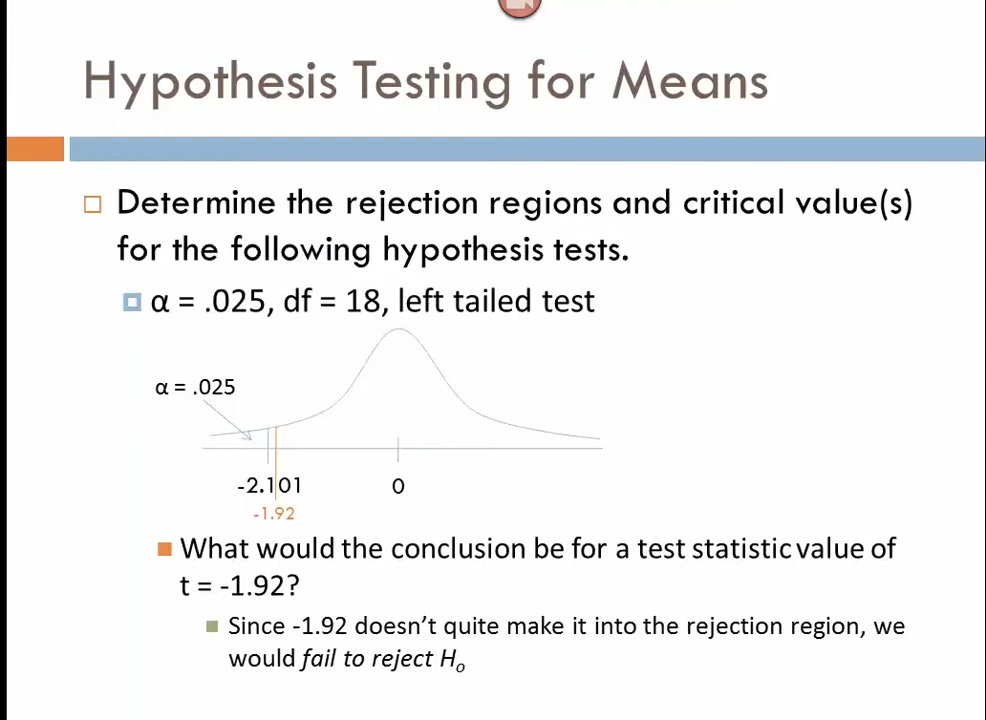 Hypothesis Testing for Means
Determine the rejection regions and critical value(s)
for the following hypothesis tests.
α = .025, df = 18, left tailed test
α = .025
-2.101
0
-1.92
What would the conclusion be for a test statistic value of
t = -1.92?
Since -1.92 doesn’t quite make it into the rejection region, we
would fail to reject Ho